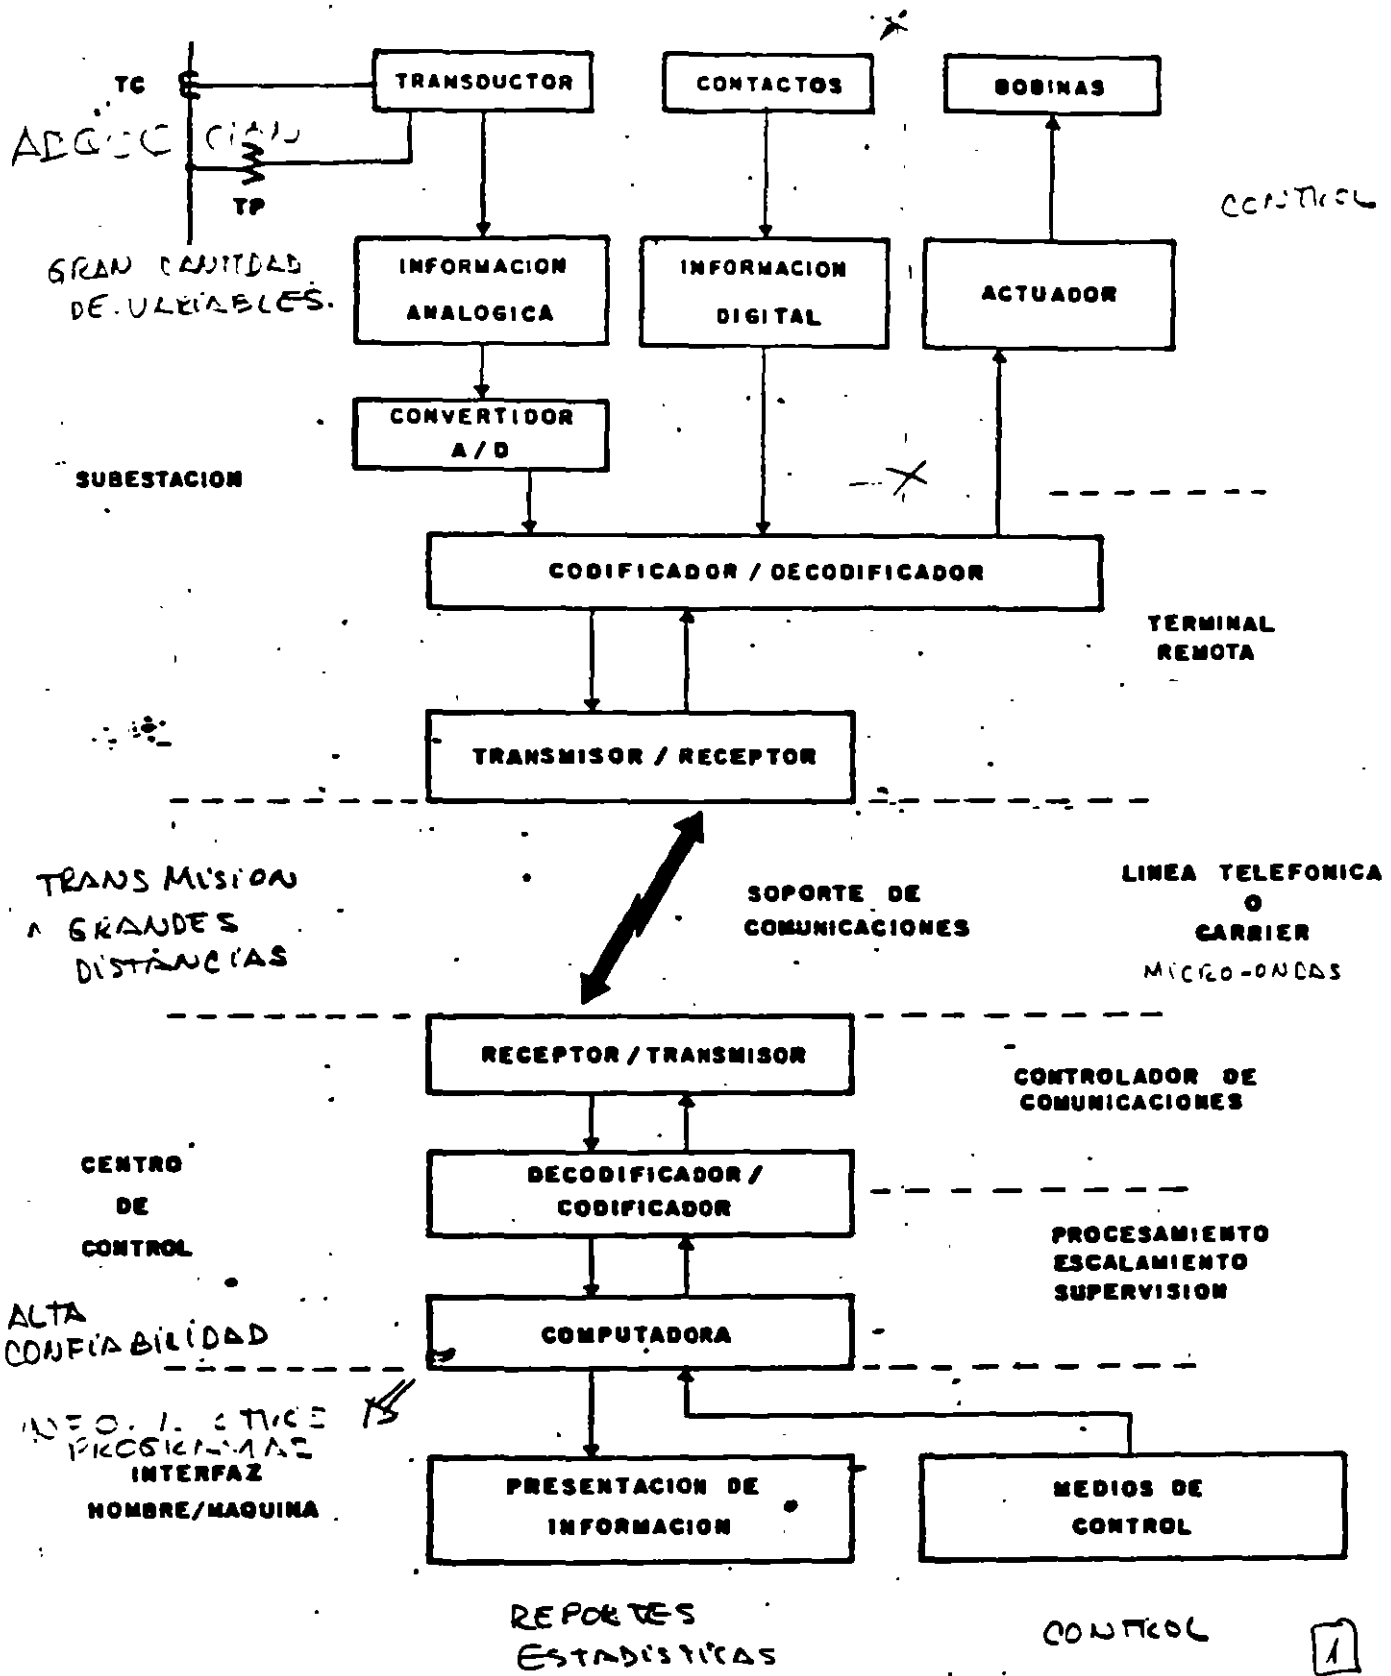 TC
TRANSDUCTOR
CONTACTOS
BOBINAS
TP
CONTROL
GRAN CANTIDAD
DE VARIABLES.
INFORMACION
ANALOGICA
INFORMACION
DIGITAL
ACTUADOR
CONVERTIDOR
A/D
SUBESTACION
CODIFICADOR / DECODIFICADOR
TERMINAL
REMOTA
TRANSMISOR / RECEPTOR
TRANSMISION
A GRANDES
DISTANCIAS
SOPORTE DE
COMUNICACIONES
LINEA TELEFONICA
O
CARRIER
MICRO-ONDAS
RECEPTOR / TRANSMISOR
CONTROLADOR DE
COMUNICACIONES
CENTRO
DE
CONTROL
DECODIFICADOR /
CODIFICADOR
PROCESAMIENTO
ESCALAMIENTO
SUPERVISION
ALTA
CONFIABILIDAD
COMPUTADORA
PROGRAMAS
INTERFAZ
HOMBRE/MAQUINA
PRESENTACION DE
INFORMACION
MEDIOS DE
CONTROL
REPORTES
ESTADISTICAS
CONTROL
1